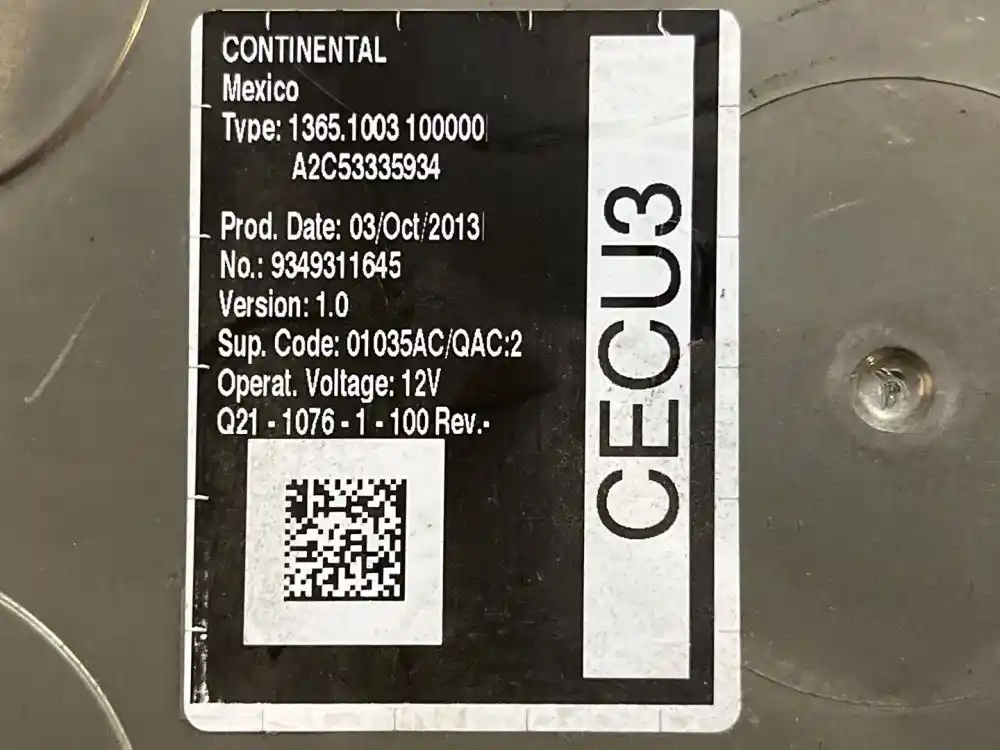 CONTINENTAL
Mexico
Type: 1365.1003 100000
A2C53335934
Prod. Date: 03/Oct/2013
No.: 9349311645
Version: 1.0
Sup. Code: 01035AC/QAC:2
Operat. Voltage: 12V
Q21 - 1076 - 1 - 100 Rev.-
CECU3